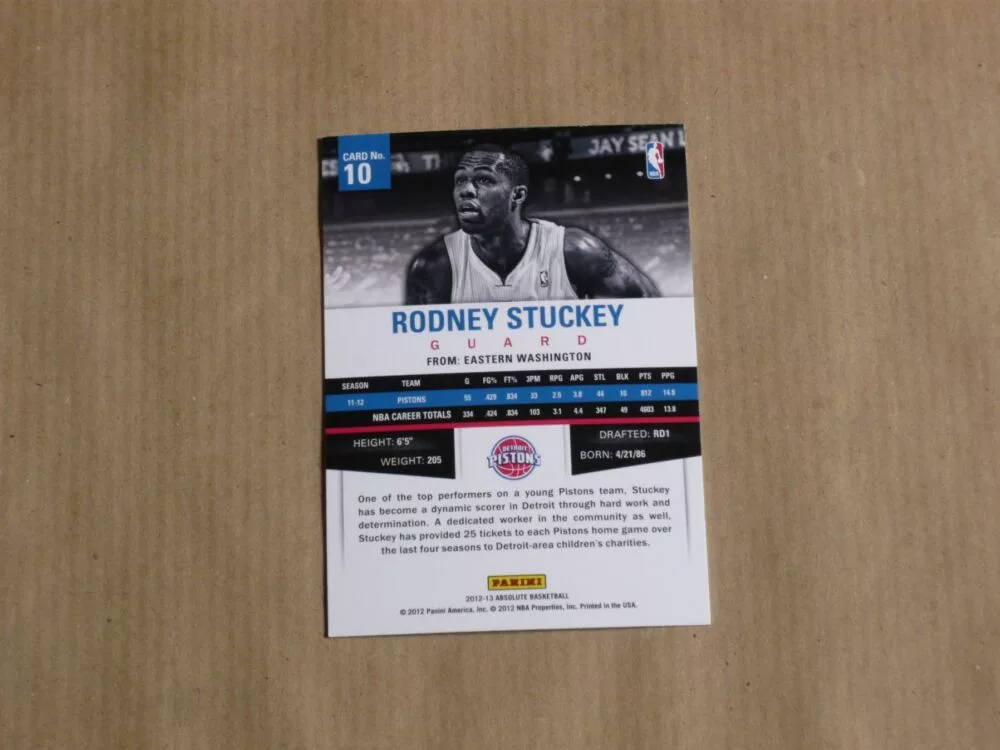 CARD No.
10
JAY SEAN
NBA
RODNEY STUCKEY
GUARD
FROM: EASTERN WASHINGTON
SEASON TEAM G FG% FT% 3PM RPG APG STL BLK PTS PPG
11-12 PISTONS 55 .429 .834 33 2.6 3.8 44 10 812 14.8
NBA CAREER TOTALS 334 .424 .834 103 3.1 4.4 347 49 4603 13.8
HEIGHT: 6'5"
WEIGHT: 205
DETROIT
PISTONS
DRAFTED: RD1
BORN: 4/21/86
One of the top performers on a young Pistons team, Stuckey
has become a dynamic scorer in Detroit through hard work and
determination. A dedicated worker in the community as well,
Stuckey has provided 25 tickets to each Pistons home game over
the last four seasons to Detroit-area children's charities.
PANINI
2012-13 ABSOLUTE BASKETBALL
© 2012 Panini America, Inc. © 2012 NBA Properties, Inc. Printed in the USA.